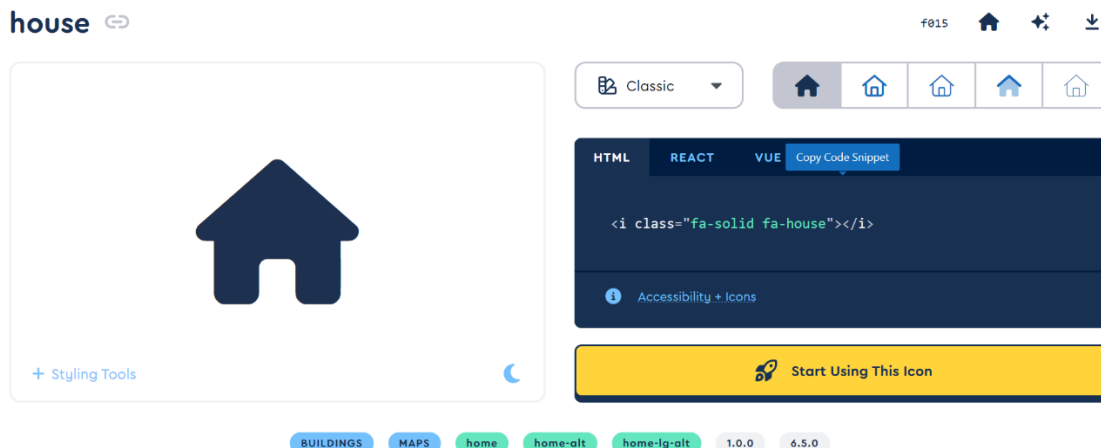 house
f015
Classic
HTML REACT VUE Copy Code Snippet
<i class="fa-solid fa-house"></i>
Accessibility + Icons
+ Styling Tools
Start Using This Icon
BUILDINGS MAPS home home-alt home-lg-alt 1.0.0 6.5.0